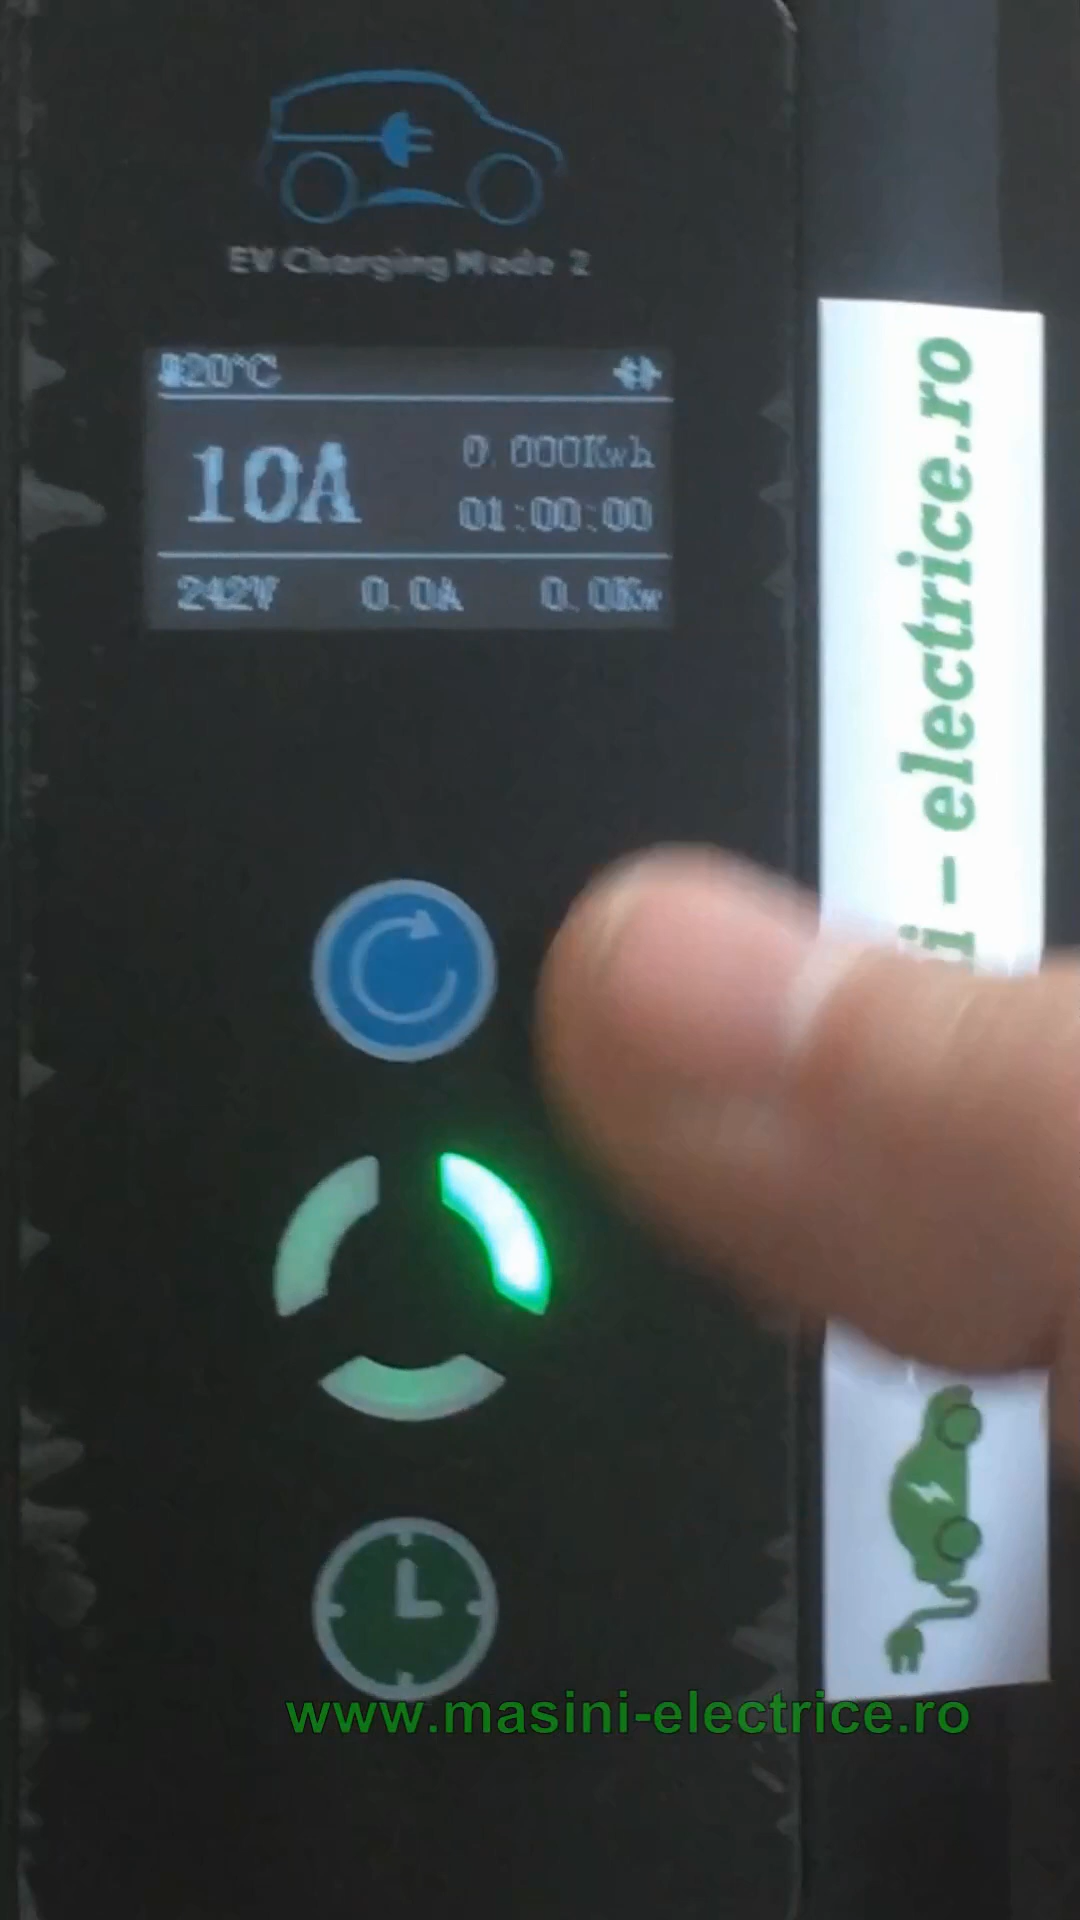 EV Charging Mode 2
20°C
10A
0.000Kwh
01:00:00
242V 0.0A 0.0Kw
i - electrice.ro
www.masini-electrice.ro